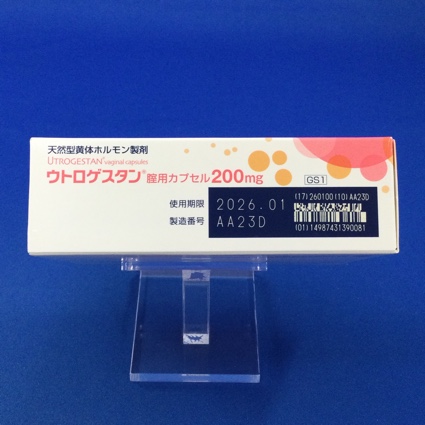 天然型黄体ホルモン製剤
UTROGESTAN® vaginal capsules
ウトロゲスタン® 腟用カプセル200mg
GS1
使用期限 2026.01
製造番号 AA23D
(17)260100(10)AA23D
(01)14987431390081